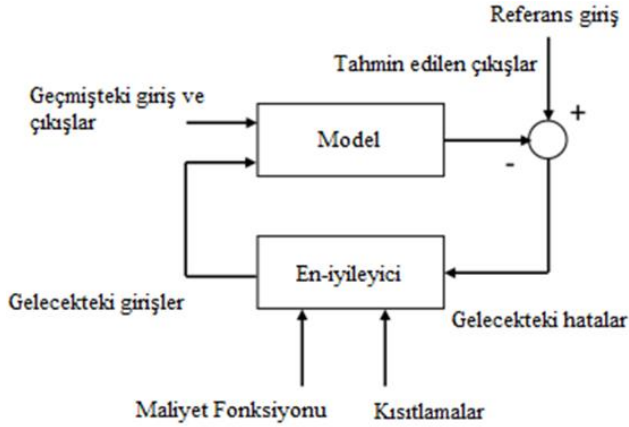 Referans giriş
Tahmin edilen çıkışlar
Geçmişteki giriş ve
çıkışlar
+
Model
-
En-iyileyici
Gelecekteki girişler
Gelecekteki hatalar
Maliyet Fonksiyonu
Kısıtlamalar